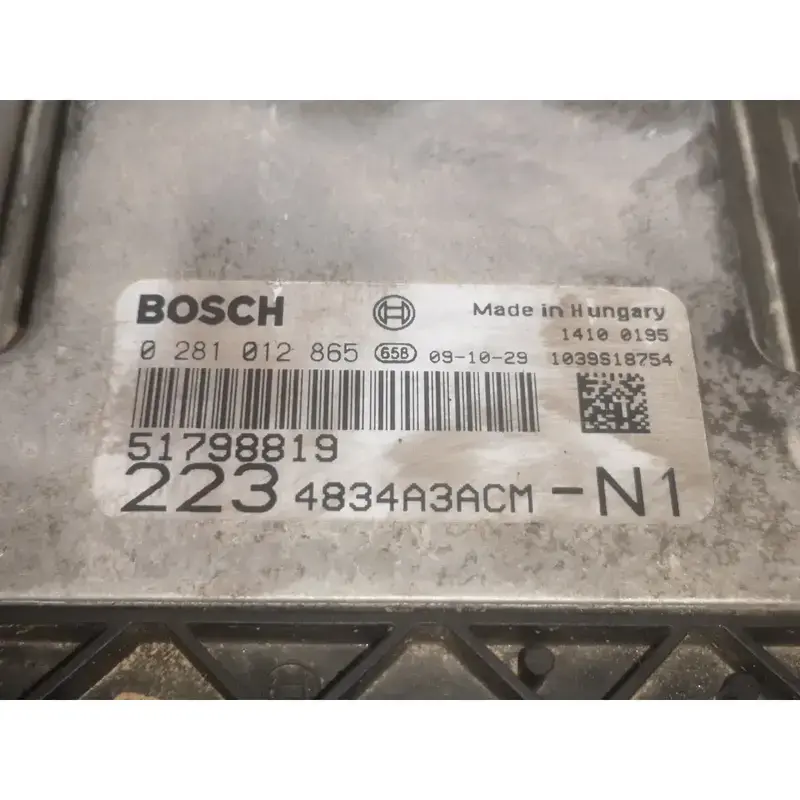 BOSCH Made in Hungary
1410 0195
0 281 012 865 658 09-10-29 1039S18754
51798819
223 4834A3ACM -N1